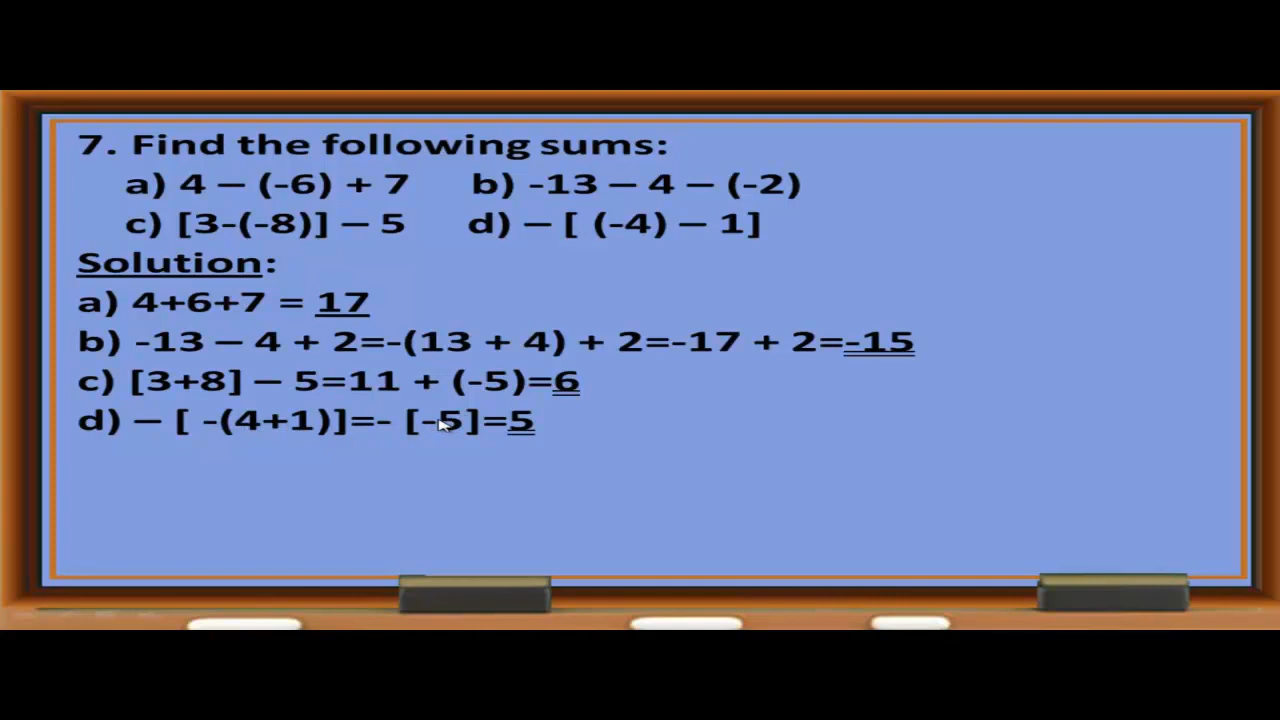 7. Find the following sums:
a) 4 – (-6) + 7 b) -13 – 4 – (-2)
c) [3-(-8)] – 5 d) – [ (-4) – 1]
Solution:
a) 4+6+7 = 17
b) -13 – 4 + 2=-(13 + 4) + 2=-17 + 2=-15
c) [3+8] – 5=11 + (-5)=6
d) – [ -(4+1)]=- [-5]=5